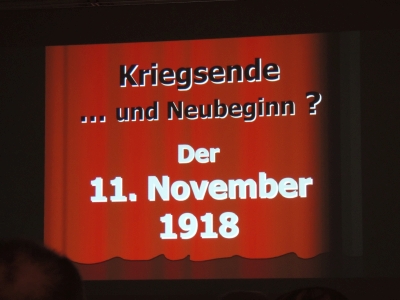 Kriegsende
... und Neubeginn ?
Der
11. November
1918